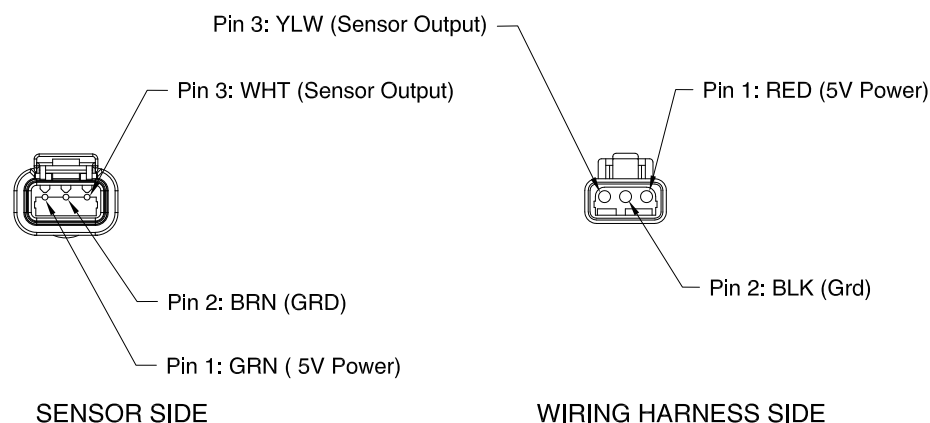 Pin 3: YLW (Sensor Output)
Pin 3: WHT (Sensor Output)
Pin 1: RED (5V Power)
Pin 2: BRN (GRD)
Pin 2: BLK (Grd)
Pin 1: GRN ( 5V Power)
SENSOR SIDE
WIRING HARNESS SIDE